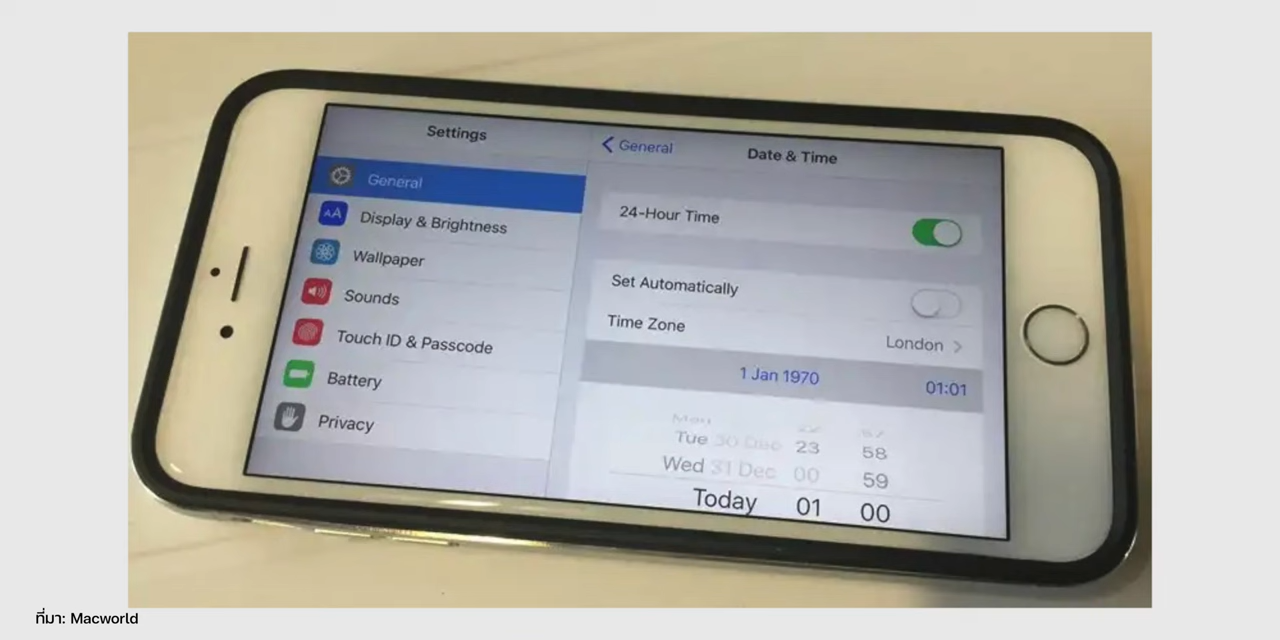 Settings
General
Display & Brightness
Wallpaper
Sounds
Touch ID & Passcode
Battery
Privacy
General
Date & Time
24-Hour Time
Set Automatically
Time Zone
London
1 Jan 1970 01:01
Mon
Tue 30 Dec 23 58
Wed 31 Dec 00 59
Today 01 00
ที่มา: Macworld